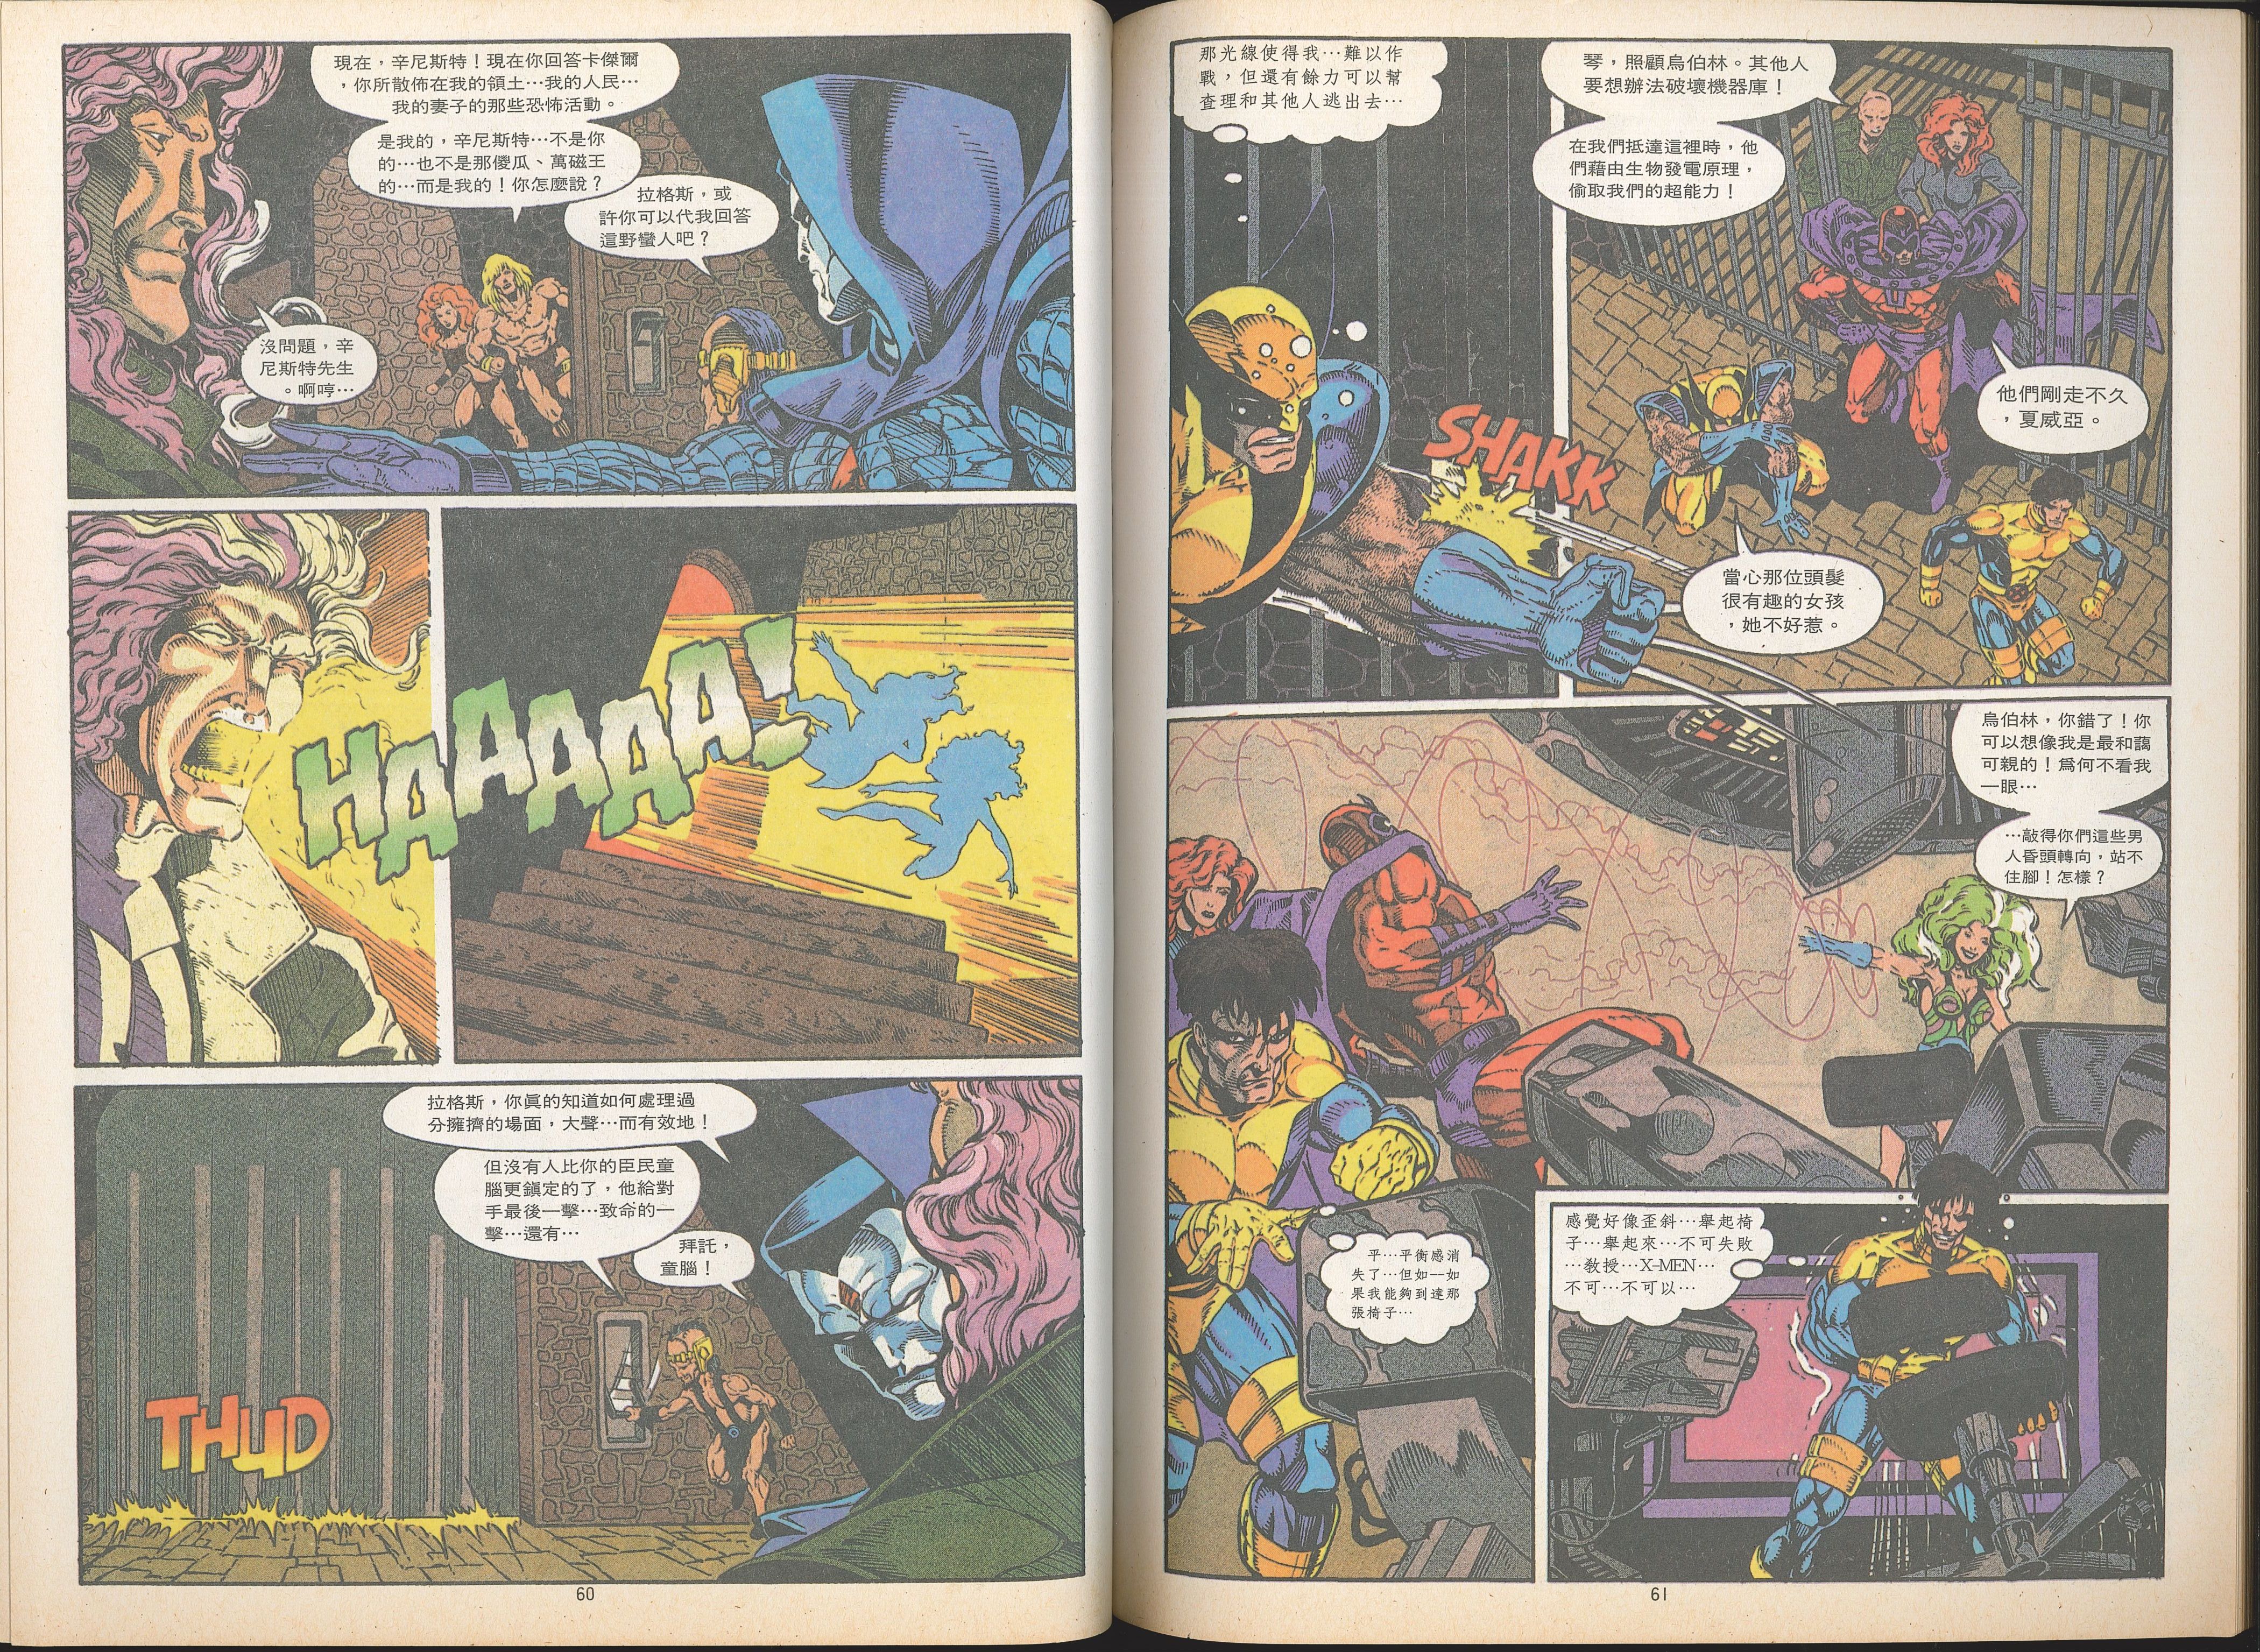 現在，辛尼斯特！現在你回答卡傑爾
，你所散佈在我的領土…我的人民…
我的妻子的那些恐怖活動。
是我的，辛尼斯特…不是你
的…也不是那傻瓜、萬磁王
的…而是我的！你怎麼說？
拉格斯，或
許你可以代我回答
這野蠻人吧？
沒問題，辛
尼斯特先生
。啊哼…
HAAAAAA!
拉格斯，你眞的知道如何處理過
分擁擠的場面，大聲…而有效地！
但沒有人比你的臣民童
腦更鎭定的了，他給對
手最後一擊…致命的一
擊…還有…
拜託，
童腦！
THUD
60
那光線使得我…難以作
戰，但還有餘力可以幫
查理和其他人逃出去…
SHAKK
琴，照顧烏伯林。其他人
要想辦法破壞機器庫！
在我們抵達這裡時，他
們藉由生物發電原理，
偷取我們的超能力！
他們剛走不久
，夏威亞。
當心那位頭髮
很有趣的女孩
，她不好惹。
烏伯林，你錯了！你
可以想像我是最和藹
可親的！爲何不看我
一眼…
…敲得你們這些男
人昏頭轉向，站不
住腳！怎樣？
平…平衡感消
失了…但如—如
果我能夠到達那
張椅子…
感覺好像歪斜…舉起椅
子…舉起來…不可失敗
…敎授…X-MEN…
不可…不可以…
61